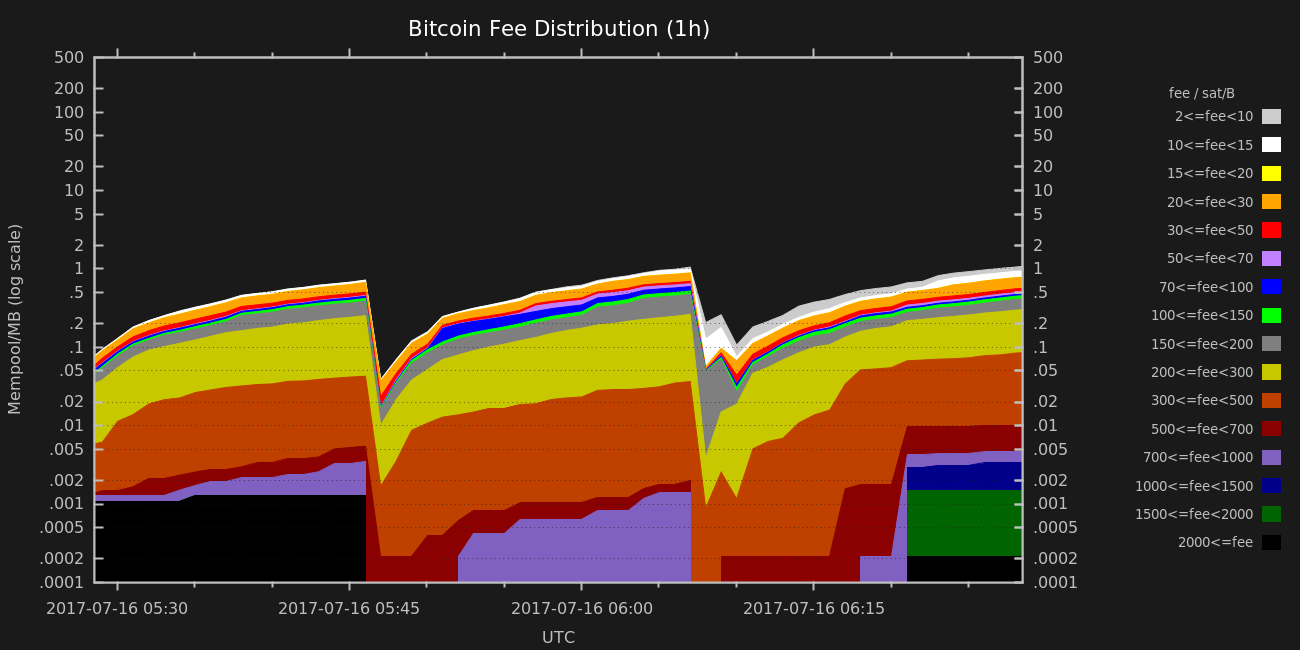 Bitcoin Fee Distribution (1h)
500
200
100
50
20
10
5
2
1
.5
.2
.1
.05
.02
.01
.005
.002
.001
.0005
.0002
.0001
Mempool/MB (log scale)
500
200
100
50
20
10
5
2
1
.5
.2
.1
.05
.02
.01
.005
.002
.001
.0005
.0002
.0001
2017-07-16 05:30
2017-07-16 05:45
2017-07-16 06:00
2017-07-16 06:15
UTC
fee / sat/B
2<=fee<10
10<=fee<15
15<=fee<20
20<=fee<30
30<=fee<50
50<=fee<70
70<=fee<100
100<=fee<150
150<=fee<200
200<=fee<300
300<=fee<500
500<=fee<700
700<=fee<1000
1000<=fee<1500
1500<=fee<2000
2000<=fee